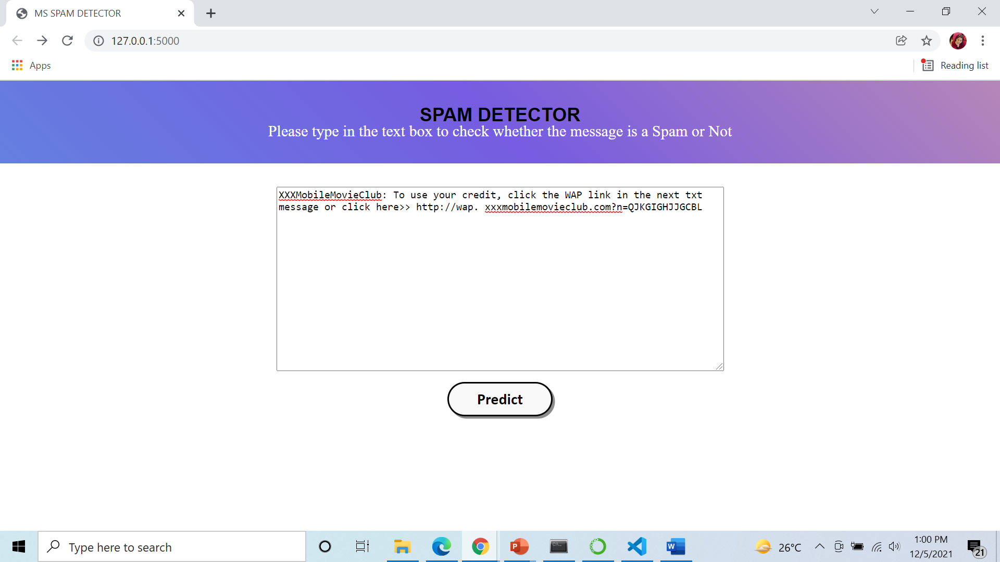 MS SPAM DETECTOR
127.0.0.1:5000
Apps
Reading list
SPAM DETECTOR
Please type in the text box to check whether the message is a Spam or Not
XXXMobileMovieClub: To use your credit, click the WAP link in the next txt
message or click here>> http://wap. xxxmobilemovieclub.com?n=QJKGIGHJJGCBL
Predict
Type here to search
26°C
1:00 PM
12/5/2021
21